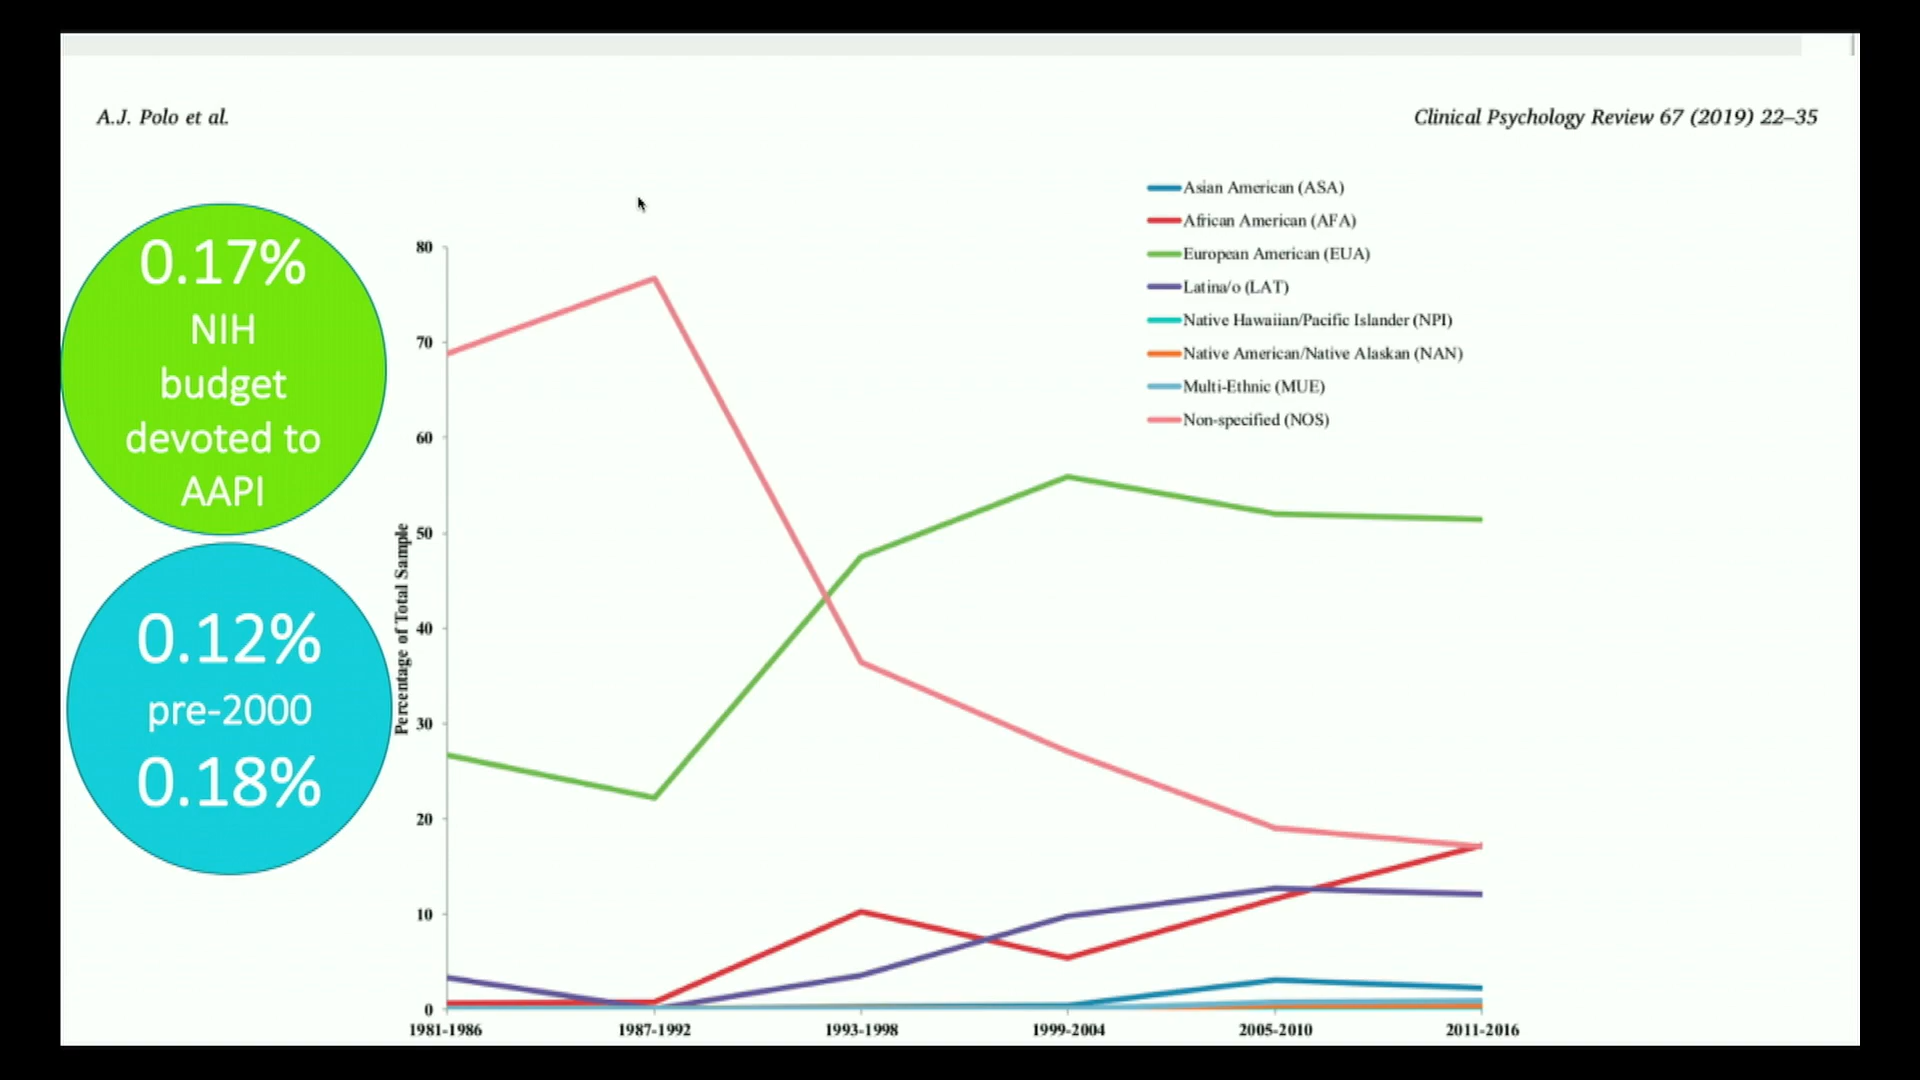 A.J. Polo et al.
Clinical Psychology Review 67 (2019) 22–35
0.17%
NIH
budget
devoted to
AAPI
0.12%
pre-2000
0.18%
Asian American (ASA)
African American (AFA)
European American (EUA)
Latina/o (LAT)
Native Hawaiian/Pacific Islander (NPI)
Native American/Native Alaskan (NAN)
Multi-Ethnic (MUE)
Non-specified (NOS)
Percentage of Total Sample
80
70
60
50
40
30
20
10
0
1981-1986
1987-1992
1993-1998
1999-2004
2005-2010
2011-2016